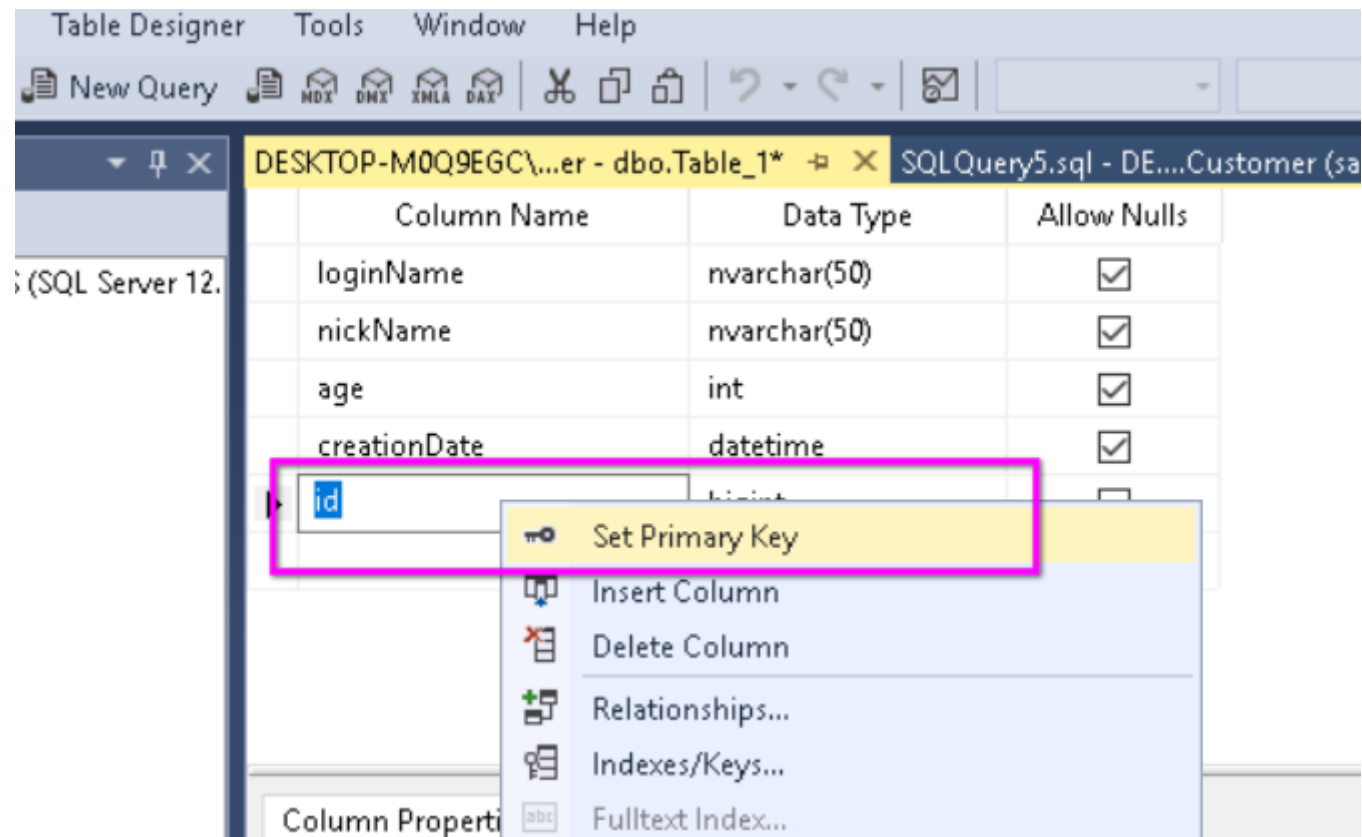 Table Designer Tools Window Help
New Query MDX DMX XMLA DAX
DESKTOP-M0Q9EGC\...er - dbo.Table_1* SQLQuery5.sql - DE....Customer (sa
Column Name Data Type Allow Nulls
(SQL Server 12.
loginName nvarchar(50)
nickName nvarchar(50)
age int
creationDate datetime
id bigint
Set Primary Key
Insert Column
Delete Column
Relationships...
Indexes/Keys...
Column Properti
Fulltext Index...